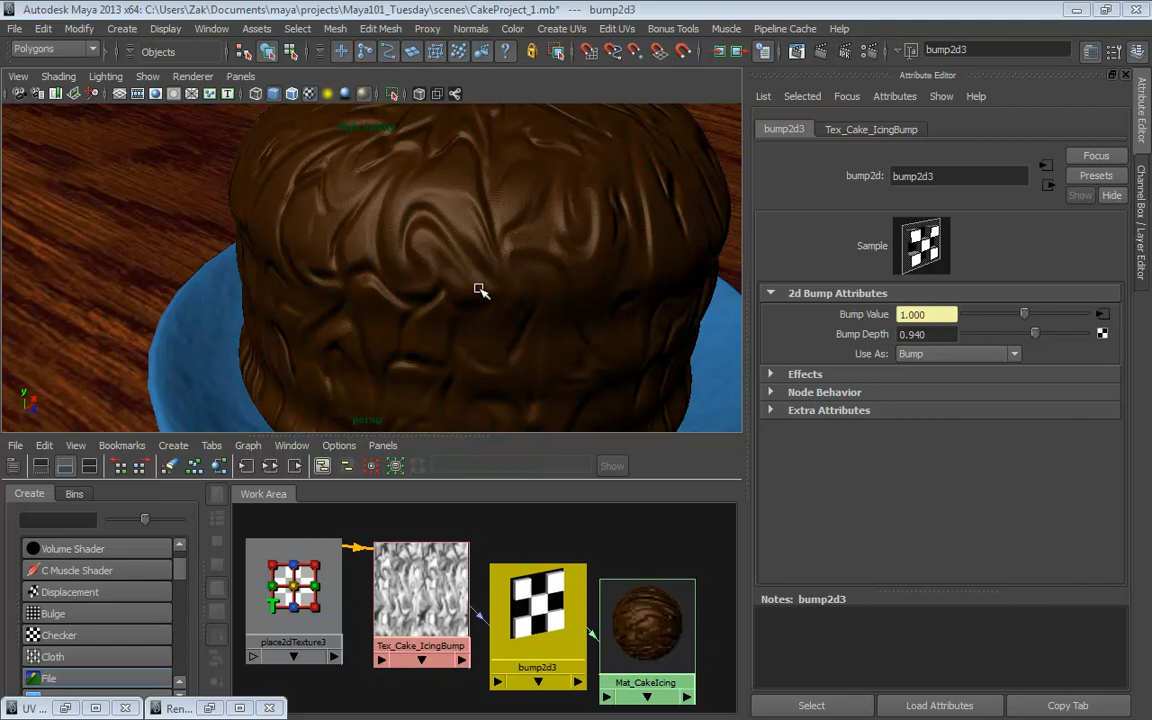 Autodesk Maya 2013 x64: C:\Users\Zak\Documents\maya\projects\Maya101_Tuesday\scenes\CakeProject_1.mb* --- bump2d3
File Edit Modify Create Display Window Assets Select Mesh Edit Mesh Proxy Normals Color Create UVs Edit UVs Bonus Tools Muscle Pipeline Cache Help
Polygons Objects bump2d3
View Shading Lighting Show Renderer Panels
Attribute Editor
List Selected Focus Attributes Show Help
bump2d3 Tex_Cake_IcingBump
Focus
bump2d: bump2d3 Presets
Show Hide
Sample
2d Bump Attributes
Bump Value 1.000
Bump Depth 0.940
Use As: Bump
Effects
Node Behavior
Extra Attributes
Notes: bump2d3
Select Load Attributes Copy Tab
Attribute Editor
Channel Box / Layer Editor
y
x
persp
File Edit View Bookmarks Create Tabs Graph Window Options Panels
Show
Create Bins Work Area
Volume Shader
C Muscle Shader
Displacement
Bulge
Checker
Cloth
File
place2dTexture3
Tex_Cake_IcingBump
bump2d3
Mat_CakeIcing
UV ... Ren...